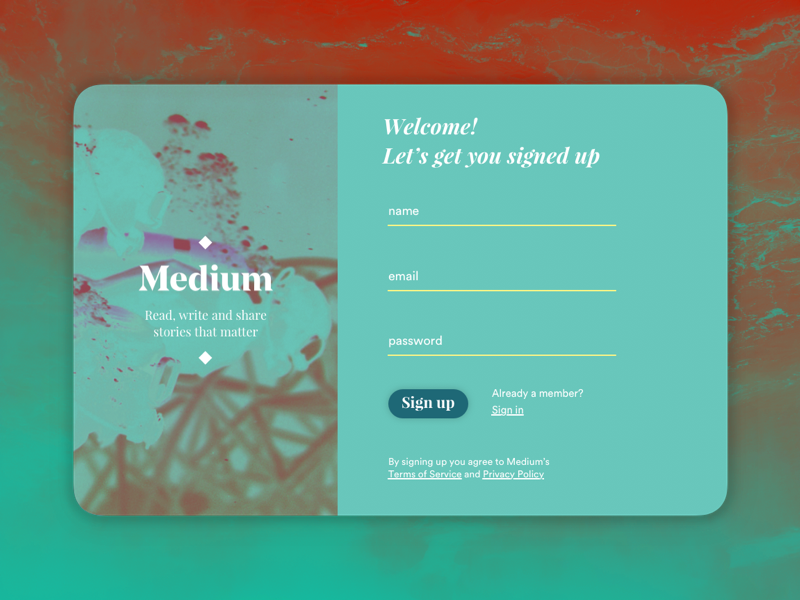 Medium
Read, write and share
stories that matter
Welcome!
Let's get you signed up
name
email
password
Sign up
Already a member?
Sign in
By signing up you agree to Medium's
Terms of Service and Privacy Policy